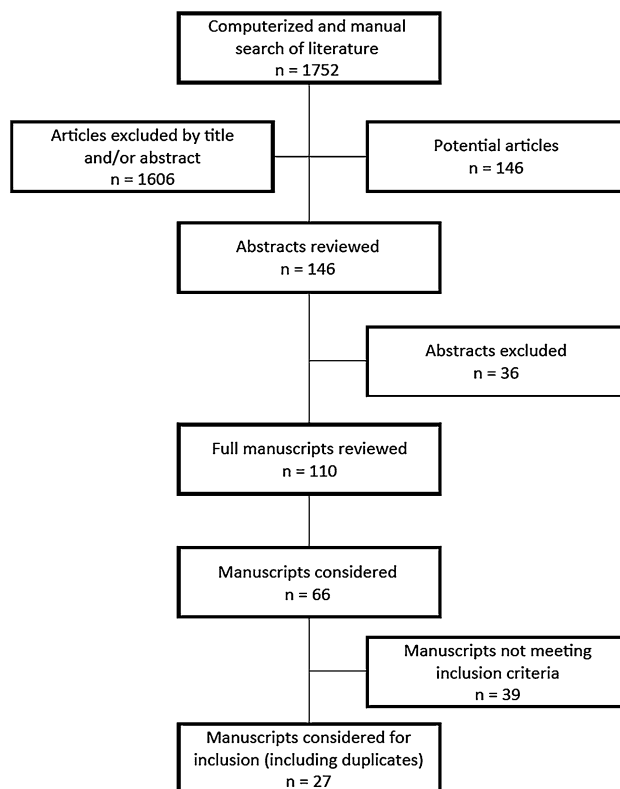 Computerized and manual
search of literature
n = 1752
Articles excluded by title
and/or abstract
n = 1606
Potential articles
n = 146
Abstracts reviewed
n = 146
Abstracts excluded
n = 36
Full manuscripts reviewed
n = 110
Manuscripts considered
n = 66
Manuscripts not meeting
inclusion criteria
n = 39
Manuscripts considered for
inclusion (including duplicates)
n = 27